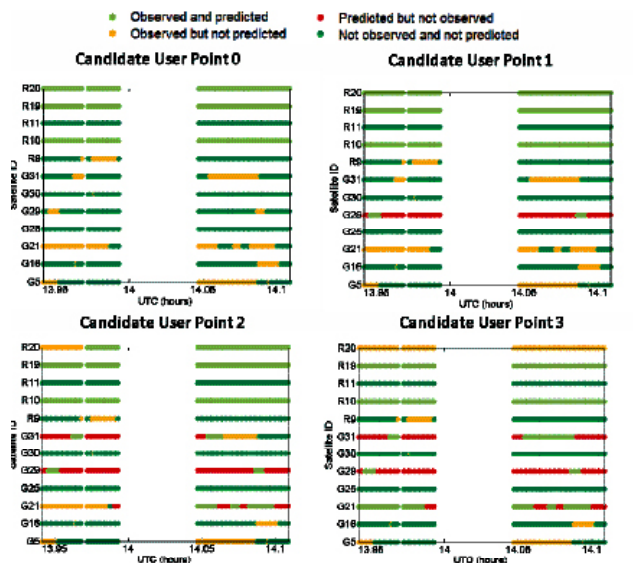 Observed and predicted
Observed but not predicted
Predicted but not observed
Not observed and not predicted
Candidate User Point 0
Satellite ID
R20
R19
R11
R10
R9
G31
G30
G29
G25
G21
G16
G5
13.95 14 14.05 14.1
UTC (hours)
Candidate User Point 1
Satellite ID
R20
R19
R11
R10
R9
G31
G30
G29
G25
G21
G16
G5
13.95 14 14.05 14.1
UTC (hours)
Candidate User Point 2
Satellite ID
R20
R19
R11
R10
R9
G31
G30
G29
G25
G21
G16
G5
13.95 14 14.05 14.1
UTC (hours)
Candidate User Point 3
Satellite ID
R20
R19
R11
R10
R9
G31
G30
G29
G25
G21
G16
G5
13.95 14 14.05 14.1
UTC (hours)